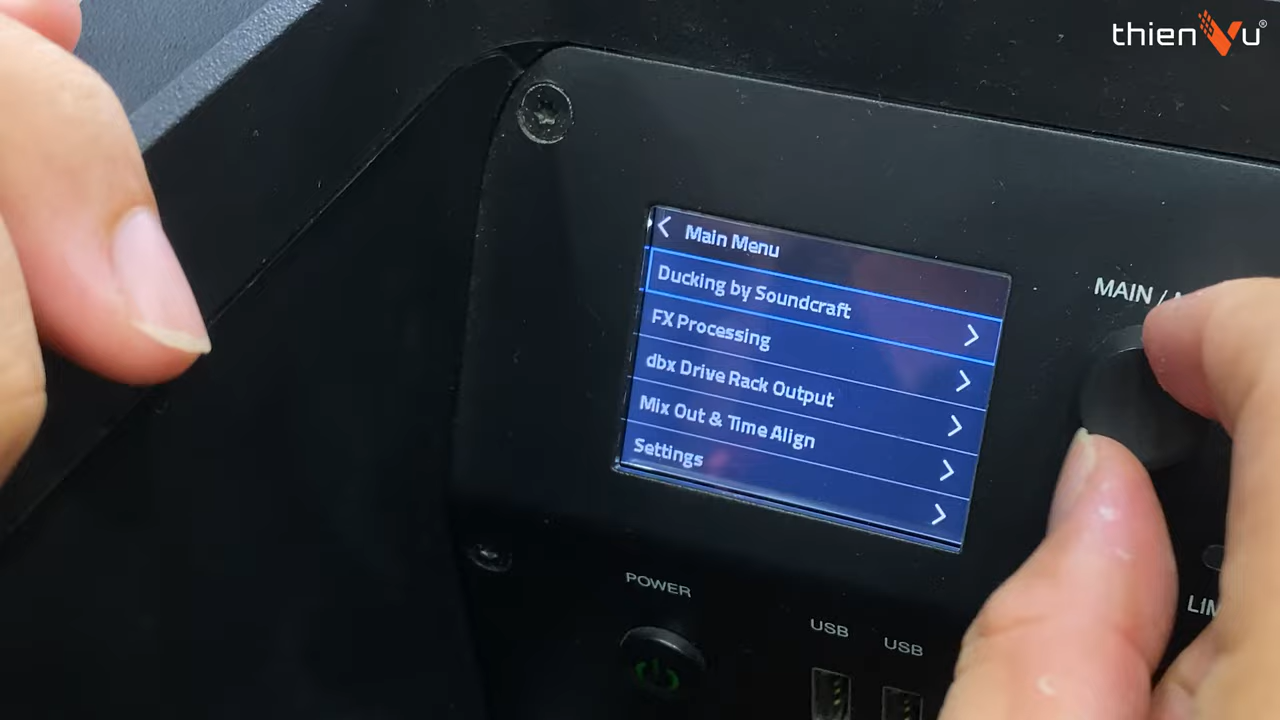 thienVu®
Main Menu
Ducking by Soundcraft
FX Processing
dbx Drive Rack Output
Mix Out & Time Align
Settings
MAIN /
POWER
USB
USB